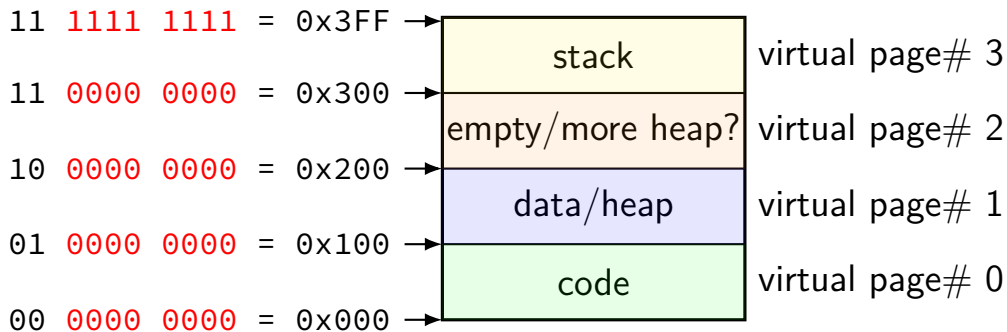 11 1111 1111 = 0x3FF
stack
virtual page# 3
11 0000 0000 = 0x300
empty/more heap?
virtual page# 2
10 0000 0000 = 0x200
data/heap
virtual page# 1
01 0000 0000 = 0x100
code
virtual page# 0
00 0000 0000 = 0x000